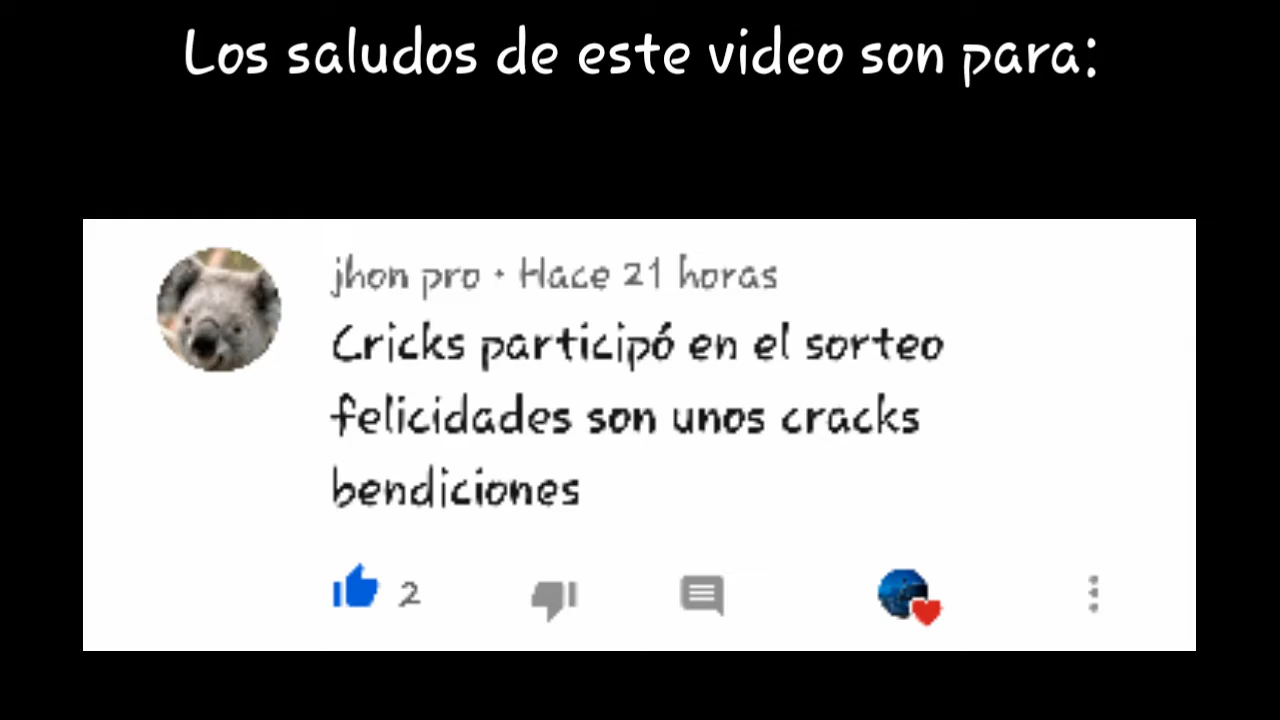 Los saludos de este video son para:
jhon pro · Hace 21 horas
Cricks participó en el sorteo
felicidades son unos cracks
bendiciones
2